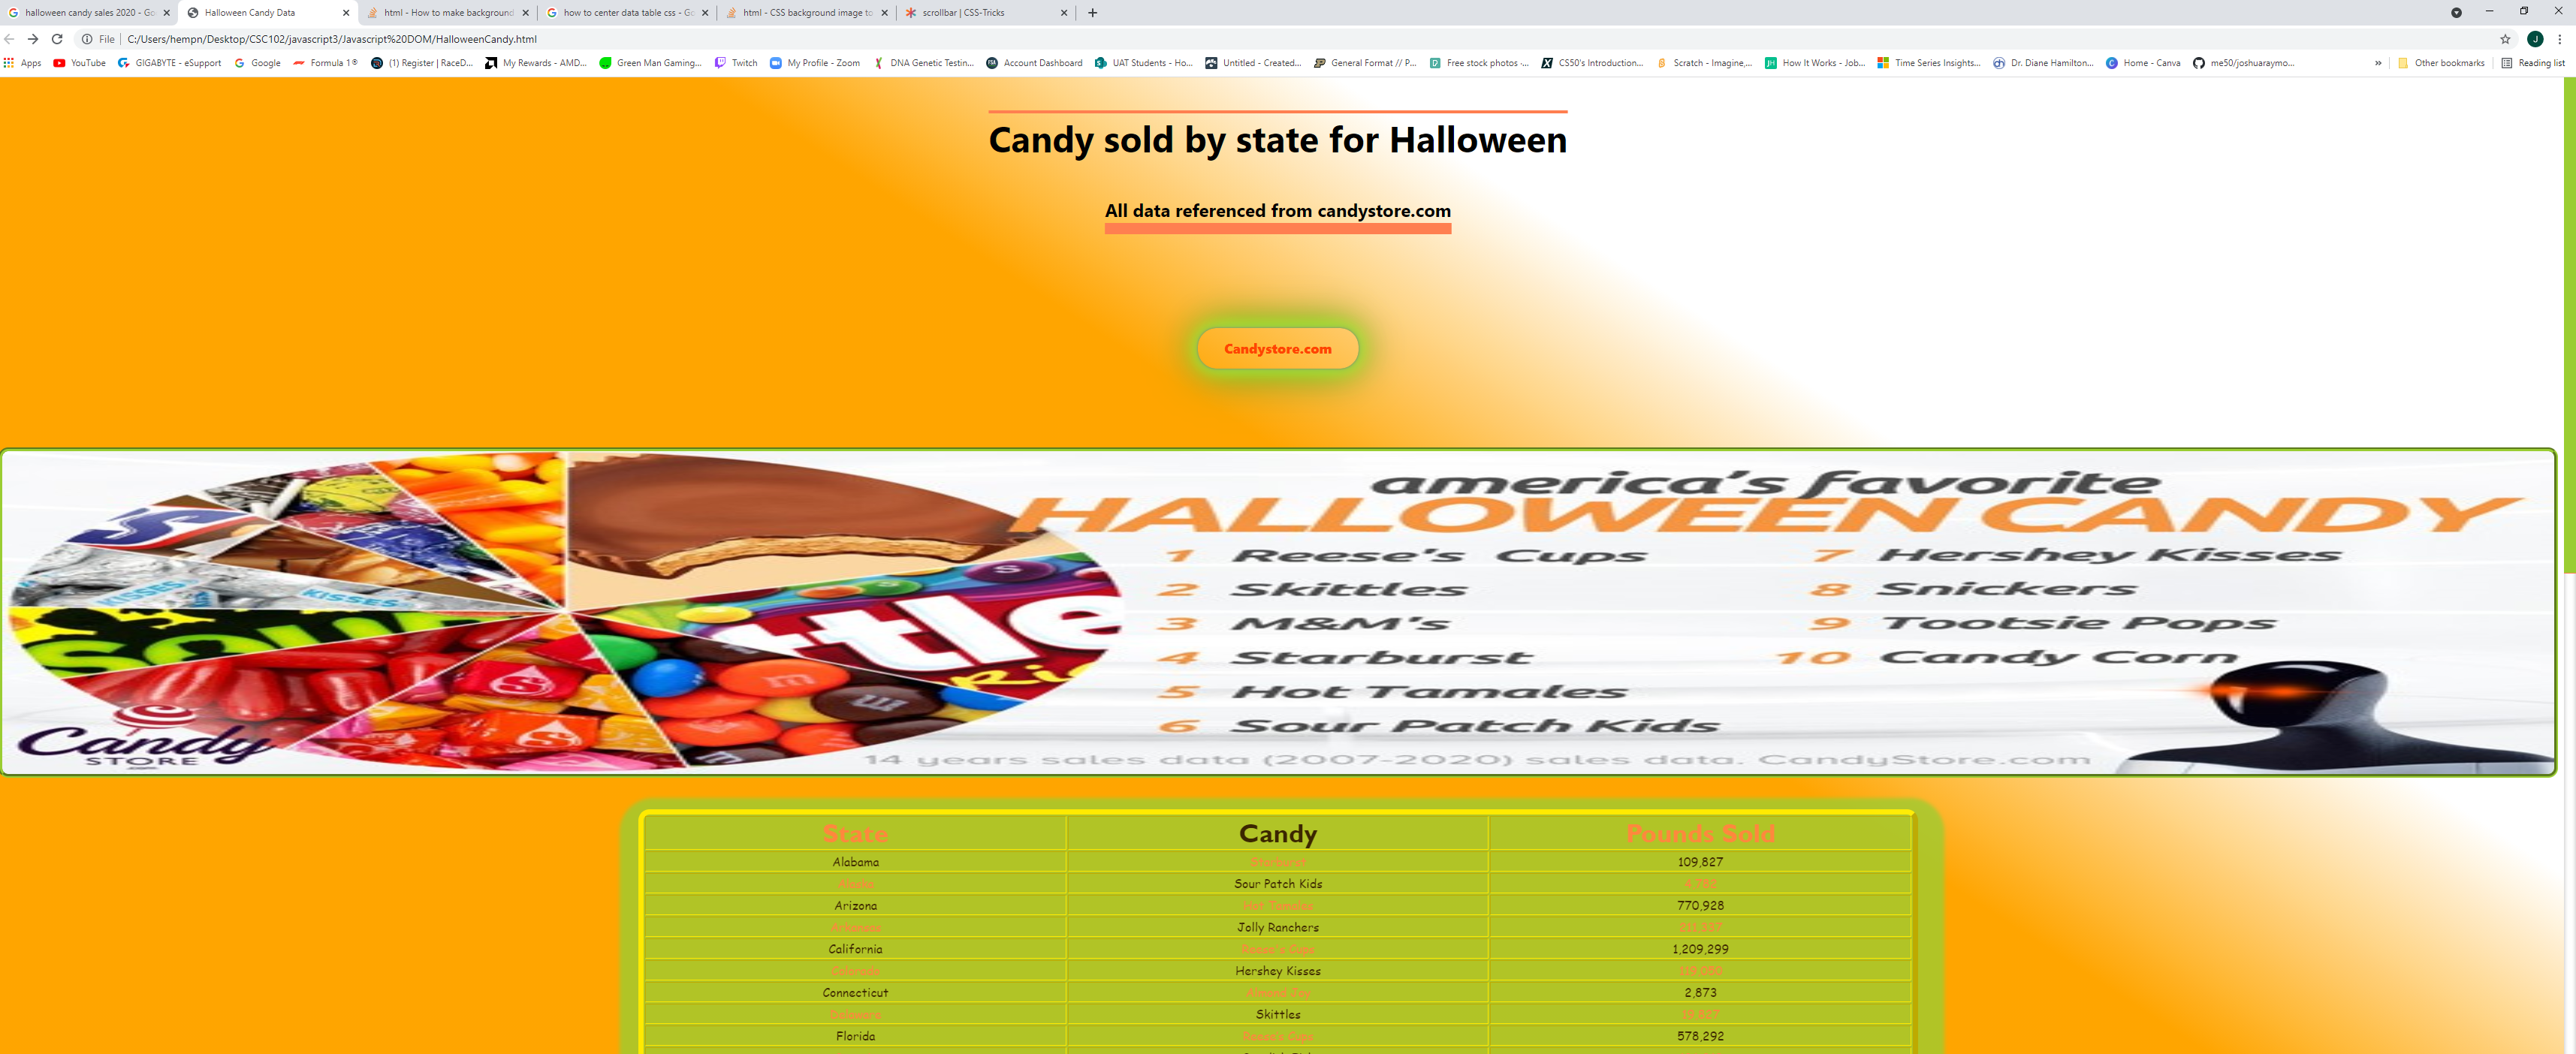 halloween candy sales 2020 - Go
Halloween Candy Data
html - How to make background
how to center data table css - Go
html - CSS background image to
scrollbar | CSS-Tricks
File
C:/Users/hempn/Desktop/CSC102/javascript3/Javascript%20DOM/HalloweenCandy.html
J
Apps
YouTube
GIGABYTE - eSupport
Google
Formula 1®
(1) Register | RaceD...
My Rewards - AMD...
Green Man Gaming...
Twitch
My Profile - Zoom
DNA Genetic Testin...
Account Dashboard
UAT Students - Ho...
Untitled - Created...
General Format // P...
Free stock photos ·...
CS50's Introduction...
Scratch - Imagine,...
How It Works - Job...
Time Series Insights...
Dr. Diane Hamilton...
Home - Canva
me50/joshuaraymo...
»
Other bookmarks
Reading list
Candy sold by state for Halloween
All data referenced from candystore.com
Candystore.com
america's favorite
HALLOWEEN CANDY
1 Reese's Cups
2 Skittles
3 M&M's
4 Starburst
5 Hot Tamales
6 Sour Patch Kids
7 Hershey Kisses
8 Snickers
9 Tootsie Pops
10 Candy Corn
14 years sales data (2007-2020) sales data. CandyStore.com
KISSES
SOUR
ttle
m
Candy
STORE
State Candy Pounds Sold
Alabama Starburst 109,827
Alaska Sour Patch Kids 4,782
Arizona Hot Tamales 770,928
Arkansas Jolly Ranchers
California Reese's Cups 1,209,299
Colorado Hershey Kisses
Connecticut Almond Joy 2,873
Delaware Skittles
Florida Reese's Cups 578,292